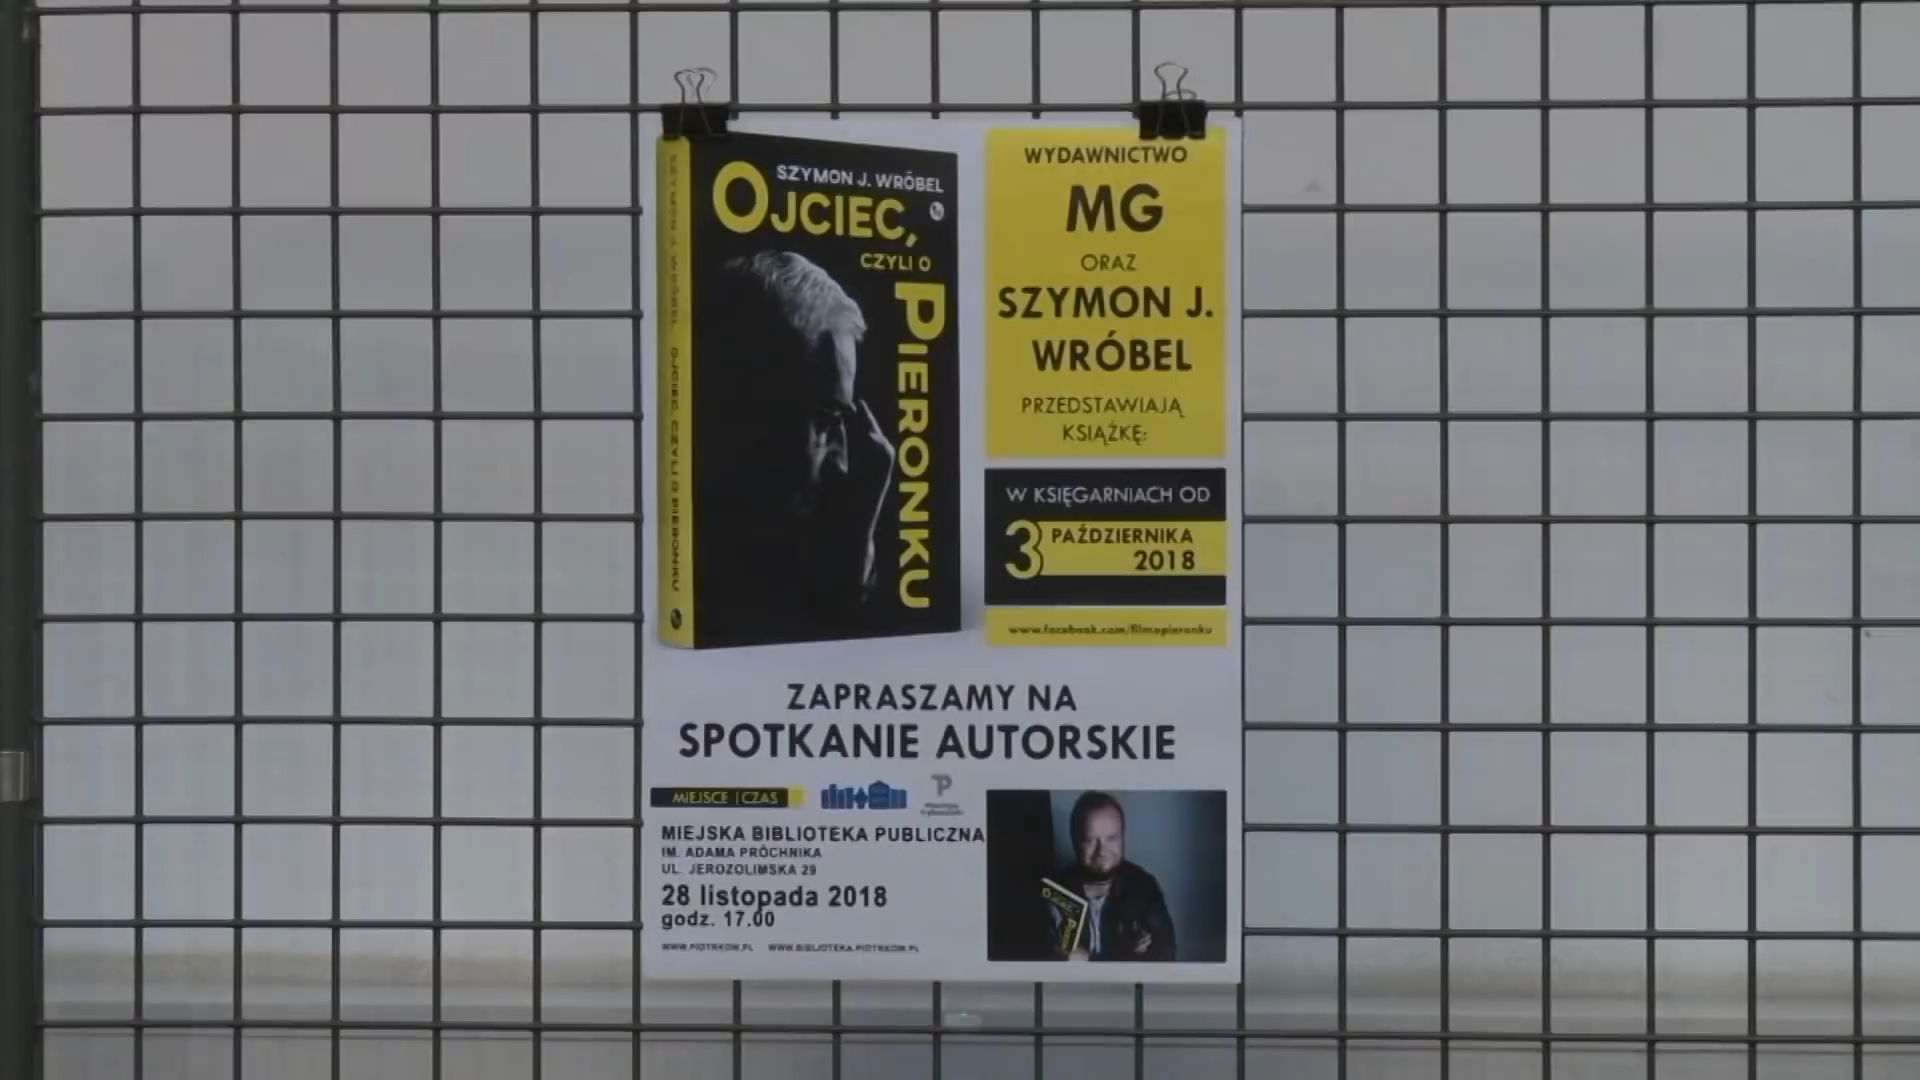 SZYMON J. WRÓBEL
OJCIEC,
CZYLI O
PIERONKU
SZYMON J. WRÓBEL OJCIEC, CZYLI O PIERONKU
WYDAWNICTWO
MG
ORAZ
SZYMON J.
WRÓBEL
PRZEDSTAWIAJĄ
KSIĄŻKĘ:
W KSIĘGARNIACH OD
3 PAŹDZIERNIKA
2018
www.facebook.com/filmopieronku
ZAPRASZAMY NA
SPOTKANIE AUTORSKIE
MIEJSCE | CZAS
MIEJSKA BIBLIOTEKA PUBLICZNA
IM. ADAMA PRÓCHNIKA
UL. JEROZOLIMSKA 29
28 listopada 2018
godz. 17.00
WWW.PIOTRKOW.PL WWW.BIBLIOTEKA.PIOTRKOW.PL
OJCIEC,
PIERONKU